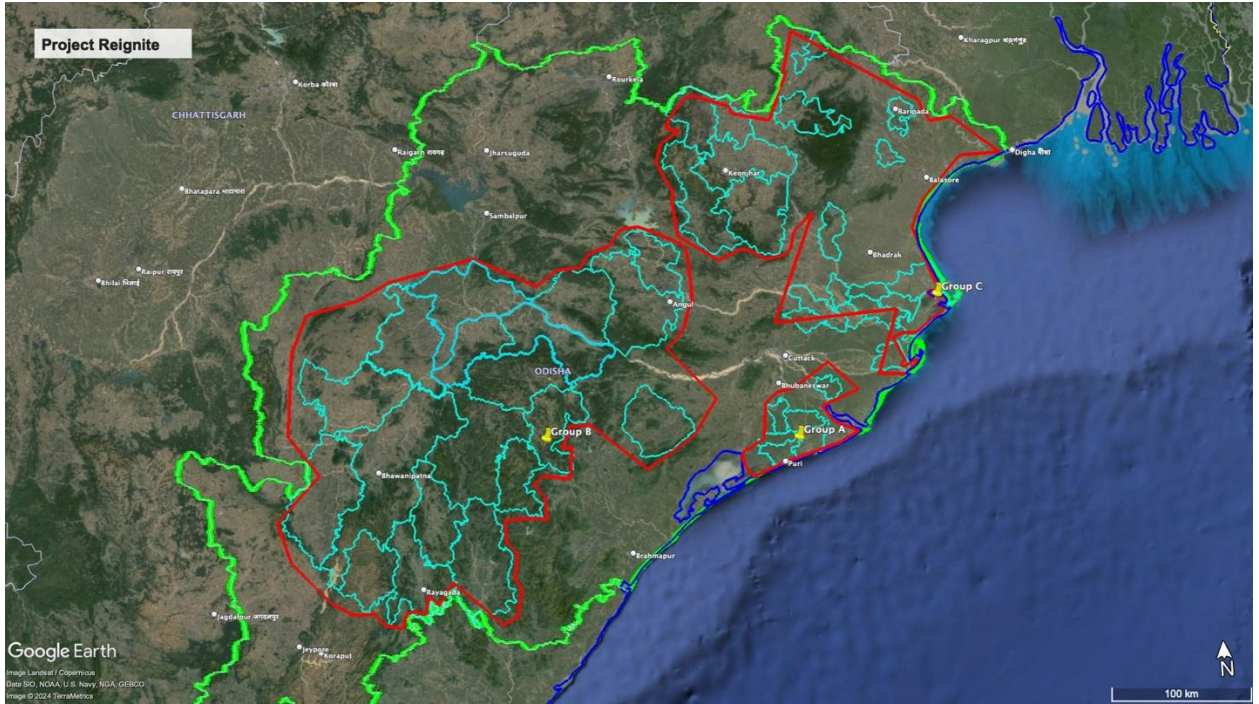 Project Reignite
Kharagpur খড়গপুর
Korba कोरबा
Rourkela
CHHATTISGARH
Baripada
Raigarh रायगढ़
Jharsuguda
Digha দীঘা
Keonjhar
Balasore
Bhatapara भाटापारा
Sambalpur
Bhadrak
Raipur रायपुर
Bhilai भिलाई
Group C
Angul
Cuttack
ODISHA
Bhubaneswar
Group B
Group A
Puri
Bhawanipatna
Brahmapur
Rayagada
Jagdalpur जगदलपुर
Jeypore
Koraput
Google Earth
Image Landsat / Copernicus
Data SIO, NOAA, U.S. Navy, NGA, GEBCO
Image © 2024 TerraMetrics
N
100 km